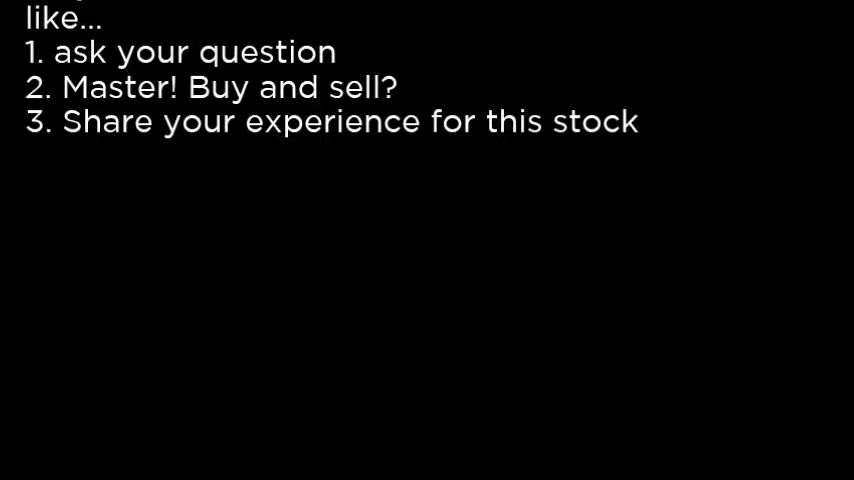 like...
1. ask your question
2. Master! Buy and sell?
3. Share your experience for this stock